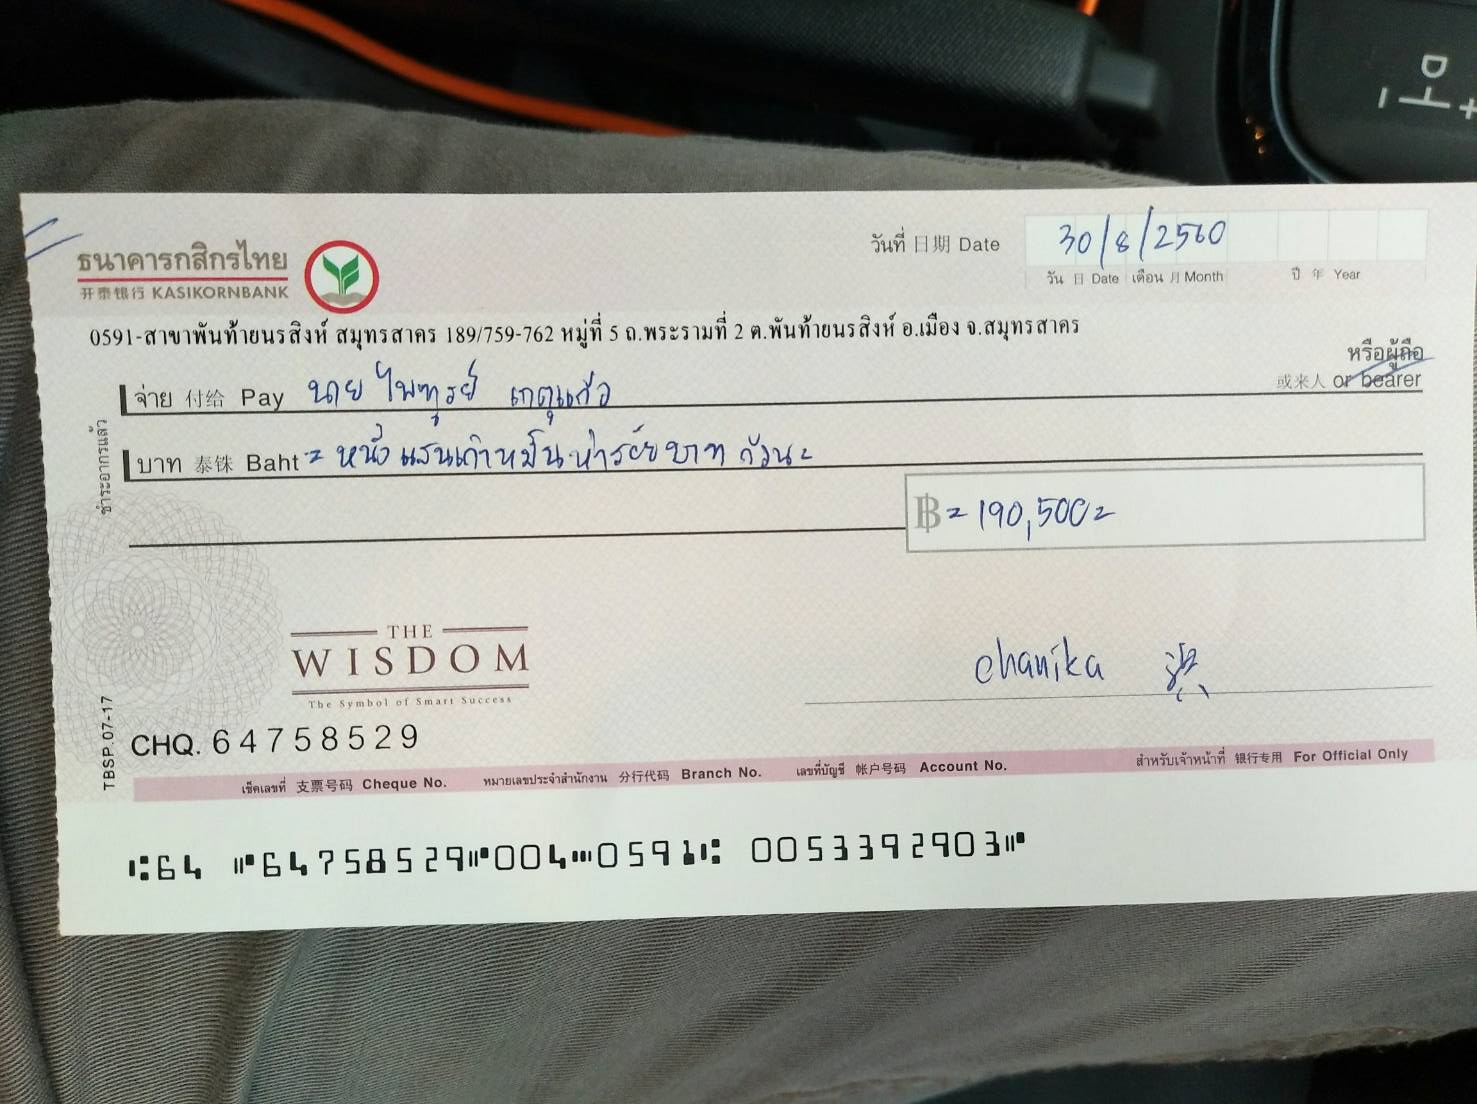 ธนาคารกสิกรไทย
开泰银行 KASIKORNBANK
วันที่ 日期 Date 30/8/2560
วัน 日 Date เดือน 月 Month ปี 年 Year
0591-สาขาพันท้ายนรสิงห์ สมุทรสาคร 189/759-762 หมู่ที่ 5 ถ.พระรามที่ 2 ต.พันท้ายนรสิงห์ อ.เมือง จ.สมุทรสาคร
หรือผู้ถือ
或来人 or bearer
จ่าย 付给 Pay นาย ไพฑูรย์ เกตุแก้ว
บาท 泰铢 Baht = หนึ่งแสนเก้าหมื่นห้าร้อยบาทถ้วน =
฿ = 190,500 =
ชำระอากรแล้ว
THE
WISDOM
The Symbol of Smart Success
chanika
TBSP. 07-17
CHQ. 64758529
เช็คเลขที่ 支票号码 Cheque No. หมายเลขประจำสำนักงาน 分行代码 Branch No. เลขที่บัญชี 帐户号码 Account No. สำหรับเจ้าหน้าที่ 银行专用 For Official Only
⑆64 ⑈64758529⑈004⑉0591⑆ 0053392903⑈
D
+